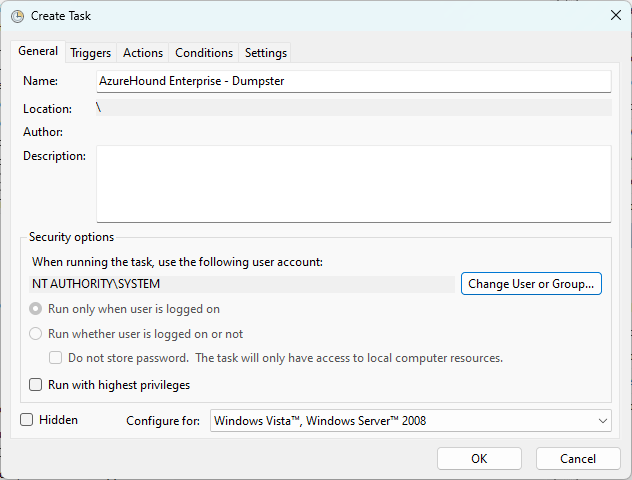 Create Task
General Triggers Actions Conditions Settings
Name: AzureHound Enterprise - Dumpster
Location: \
Author:
Description:
Security options
When running the task, use the following user account:
NT AUTHORITY\SYSTEM Change User or Group...
Run only when user is logged on
Run whether user is logged on or not
Do not store password. The task will only have access to local computer resources.
Run with highest privileges
Hidden Configure for: Windows Vista™, Windows Server™ 2008
OK Cancel